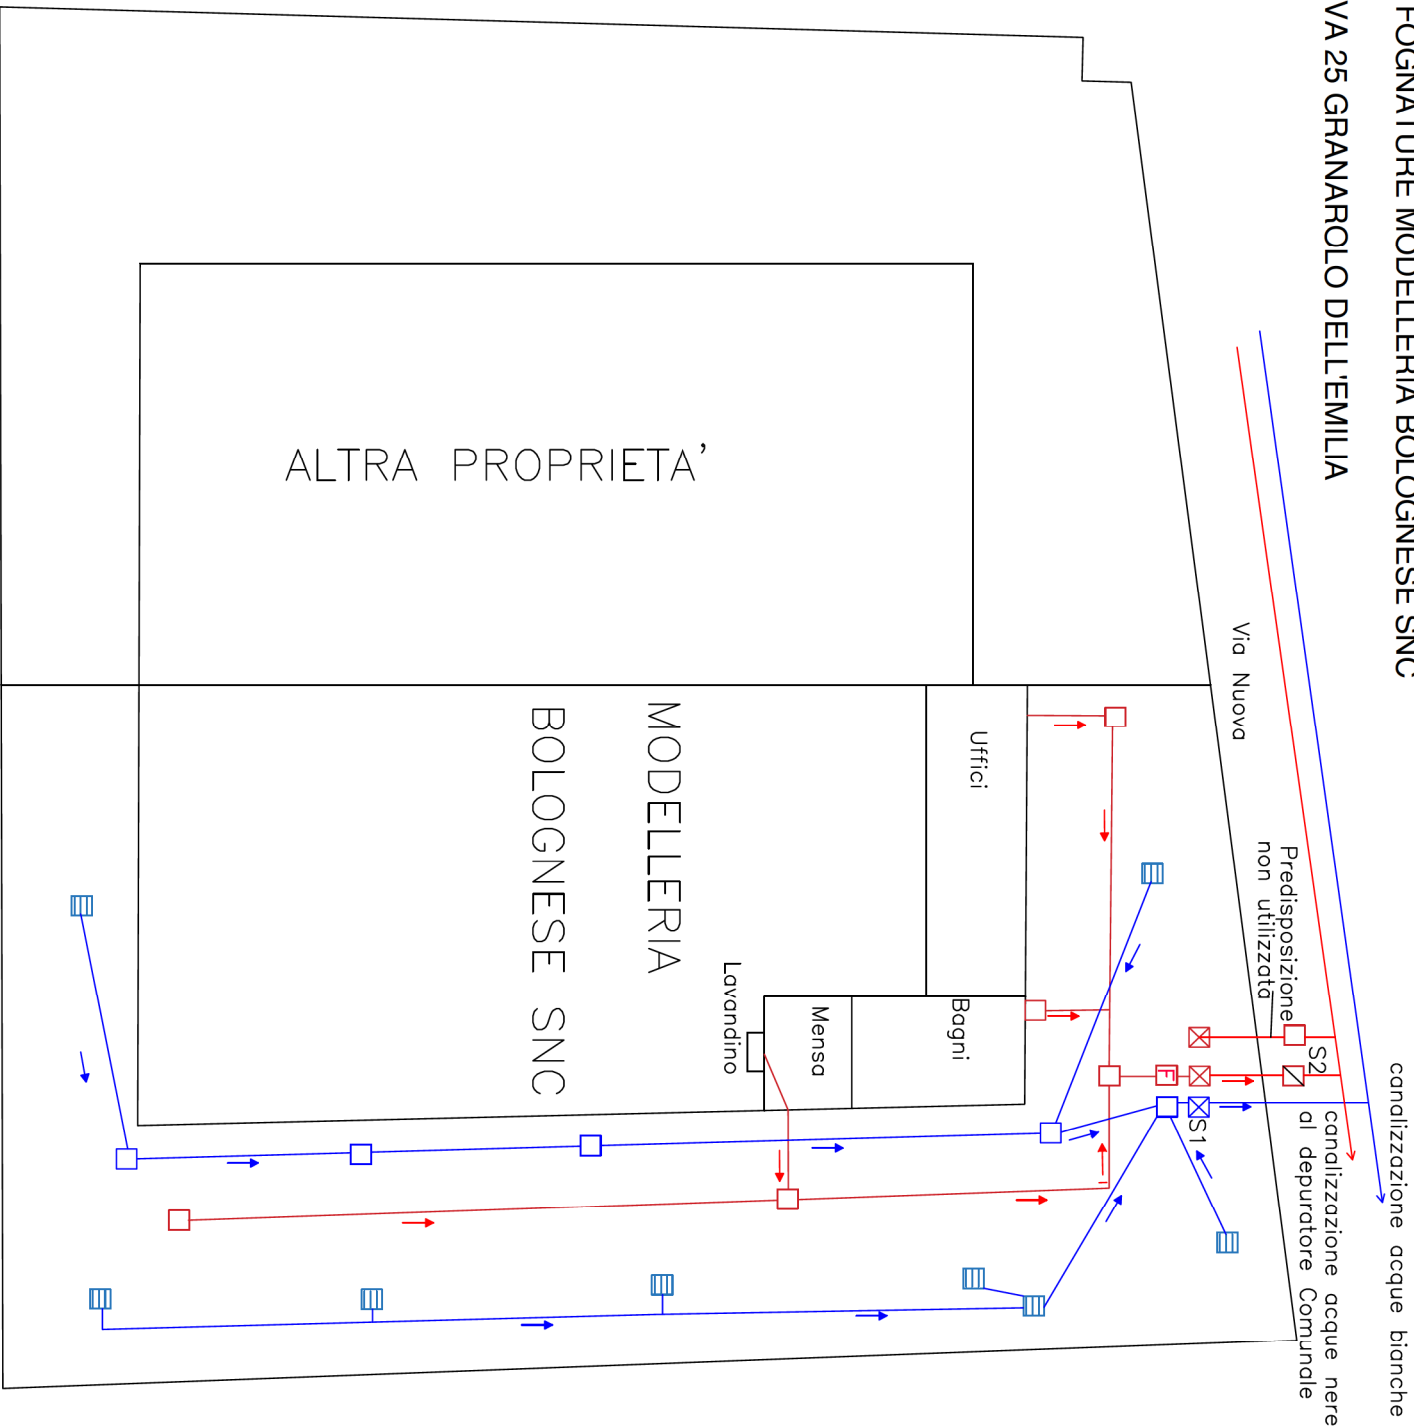 FOGNATURE MODELLERIA BOLOGNESE SNC
VA 25 GRANAROLO DELL'EMILIA
ALTRA PROPRIETA'
MODELLERIA
BOLOGNESE SNC
Uffici
Bagni
Mensa
Lavandino
Via Nuova
Predisposizione
non utilizzata
S2
S1
F
canalizzazione acque bianche
canalizzazione acque nere
al depuratore Comunale